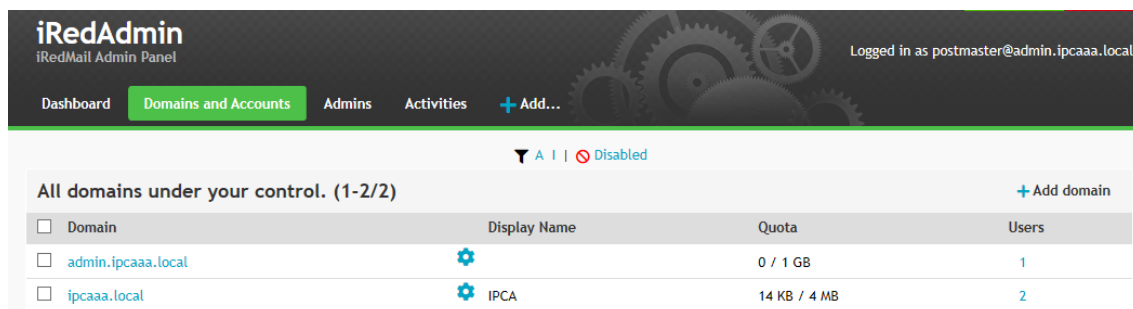 iRedAdmin
iRedMail Admin Panel
Logged in as postmaster@admin.ipcaaa.local
Dashboard Domains and Accounts Admins Activities + Add...
A I | Disabled
All domains under your control. (1-2/2) + Add domain
Domain Display Name Quota Users
admin.ipcaaa.local 0 / 1 GB 1
ipcaaa.local IPCA 14 KB / 4 MB 2